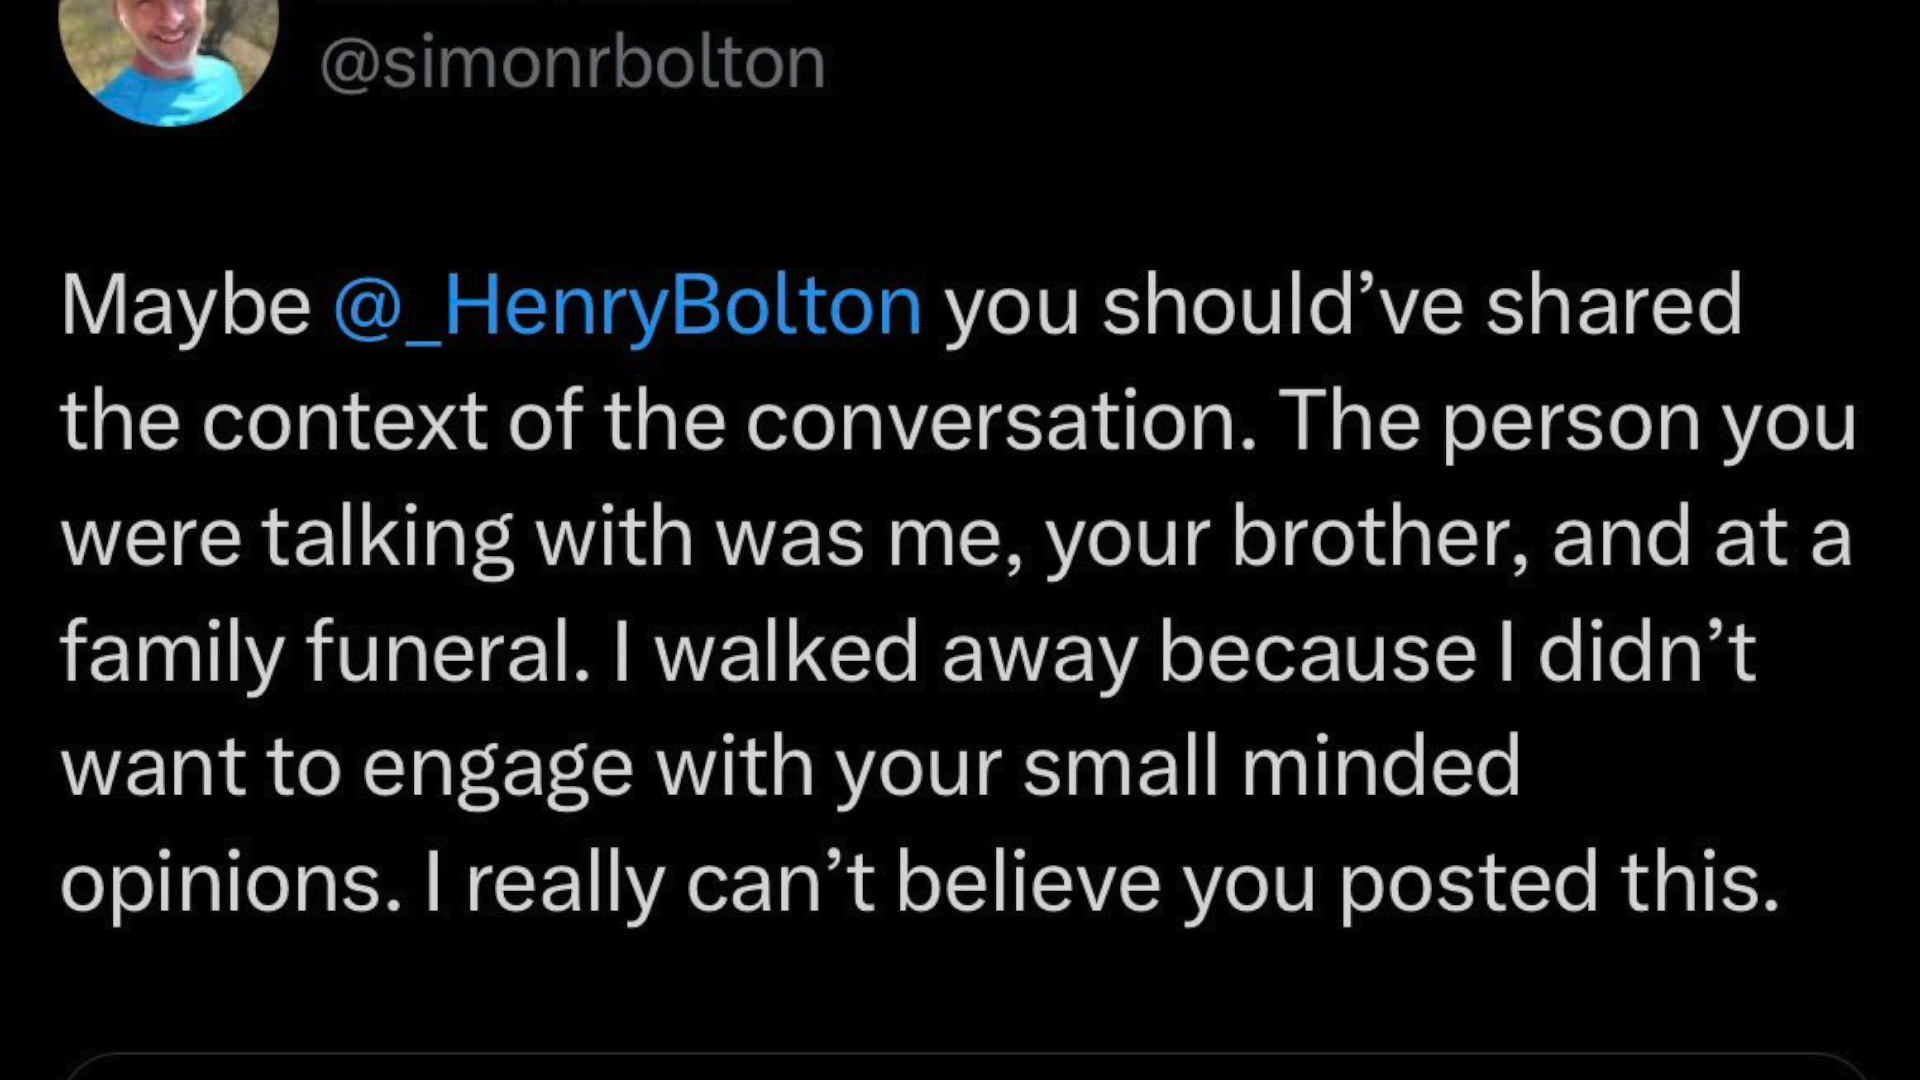 @simonrbolton
Maybe @_HenryBolton you should’ve shared
the context of the conversation. The person you
were talking with was me, your brother, and at a
family funeral. I walked away because I didn’t
want to engage with your small minded
opinions. I really can’t believe you posted this.